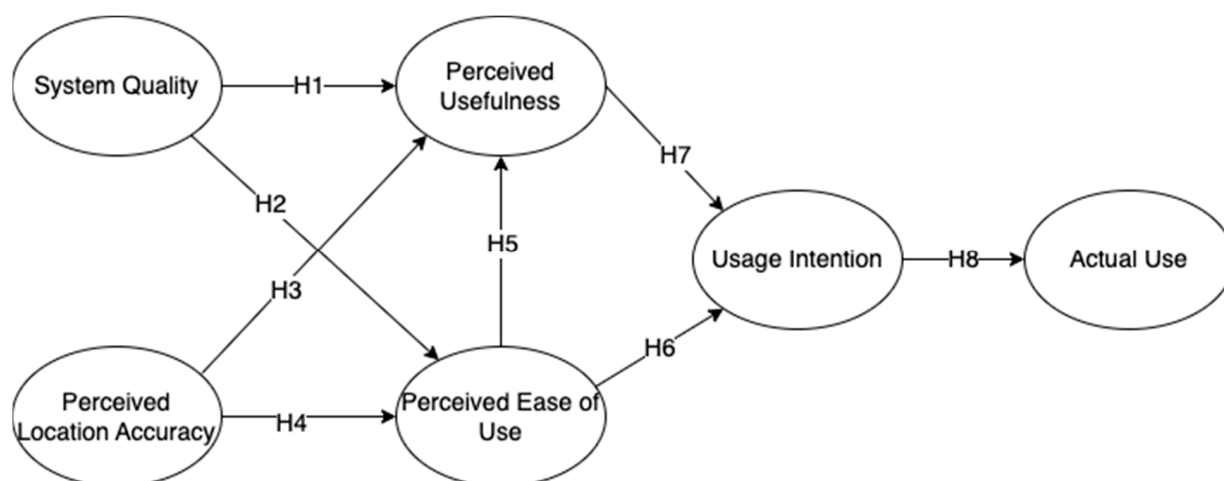 System Quality
H1
Perceived
Usefulness
H7
H2
H5
Usage Intention
H8
Actual Use
H3
H6
Perceived
Location Accuracy
H4
Perceived Ease of
Use